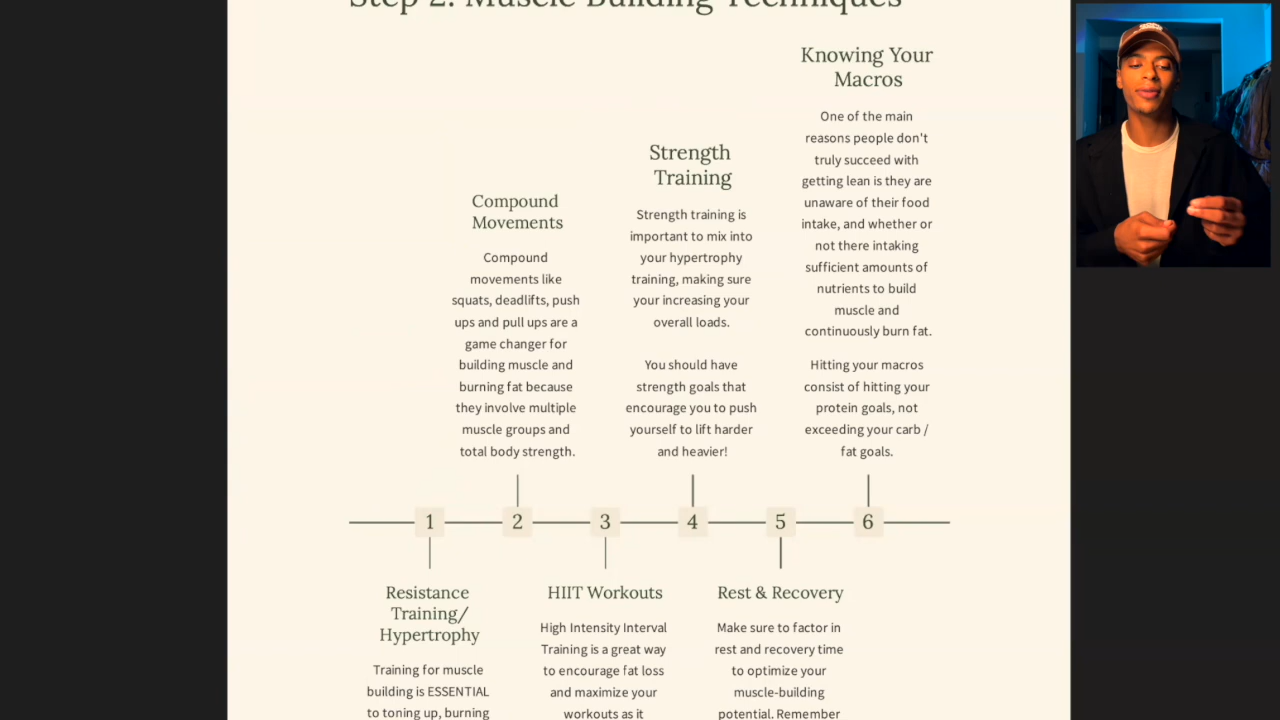 Step 2: Muscle Building Techniques
Knowing Your
Macros
One of the main
reasons people don't
truly succeed with
getting lean is they are
unaware of their food
intake, and whether or
not there intaking
sufficient amounts of
nutrients to build
muscle and
continuously burn fat.
Hitting your macros
consist of hitting your
protein goals, not
exceeding your carb /
fat goals.
Strength
Training
Strength training is
important to mix into
your hypertrophy
training, making sure
your increasing your
overall loads.
You should have
strength goals that
encourage you to push
yourself to lift harder
and heavier!
Compound
Movements
Compound
movements like
squats, deadlifts, push
ups and pull ups are a
game changer for
building muscle and
burning fat because
they involve multiple
muscle groups and
total body strength.
1 2 3 4 5 6
Resistance
Training/
Hypertrophy
Training for muscle
building is ESSENTIAL
to toning up, burning
HIIT Workouts
High Intensity Interval
Training is a great way
to encourage fat loss
and maximize your
workouts as it
Rest & Recovery
Make sure to factor in
rest and recovery time
to optimize your
muscle-building
potential. Remember